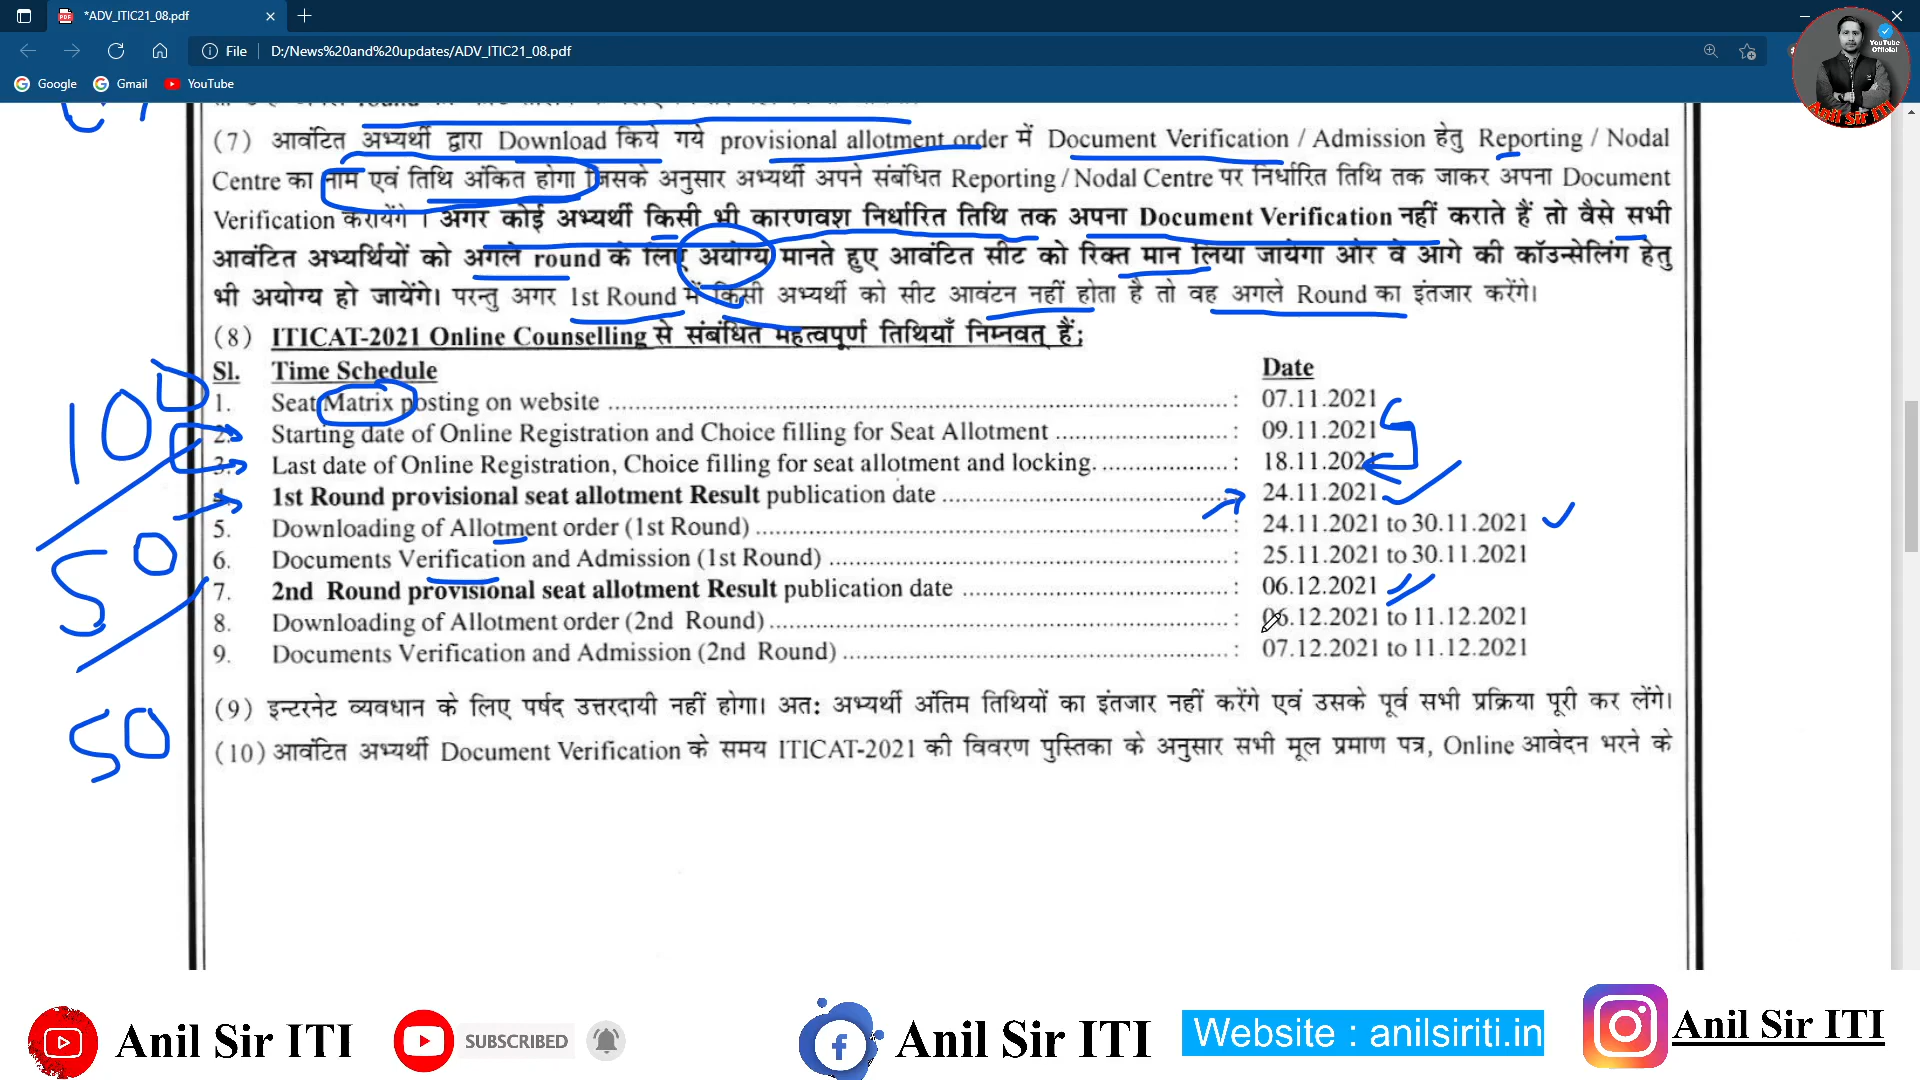 *ADV_ITIC21_08.pdf
File D:/News%20and%20updates/ADV_ITIC21_08.pdf
Google Gmail YouTube
YouTube
Official
Anil Sir ITI
(7) आवंटित अभ्यर्थी द्वारा Download किये गये provisional allotment order में Document Verification / Admission हेतु Reporting / Nodal
Centre का नाम एवं तिथि अंकित होगा जिसके अनुसार अभ्यर्थी अपने संबंधित Reporting / Nodal Centre पर निर्धारित तिथि तक जाकर अपना Document
Verification करायेंगे । अगर कोई अभ्यर्थी किसी भी कारणवश निर्धारित तिथि तक अपना Document Verification नहीं कराते हैं तो वैसे सभी
आवंटित अभ्यर्थियों को अगले round के लिए अयोग्य मानते हुए आवंटित सीट को रिक्त मान लिया जायेगा और वे आगे की कॉउन्सेलिंग हेतु
भी अयोग्य हो जायेंगे। परन्तु अगर 1st Round में किसी अभ्यर्थी को सीट आवंटन नहीं होता है तो वह अगले Round का इंतजार करेंगे।
(8) ITICAT-2021 Online Counselling से संबंधित महत्वपूर्ण तिथियाँ निम्नवत् हैं;
Sl. Time Schedule Date
1. Seat Matrix posting on website : 07.11.2021
2. Starting date of Online Registration and Choice filling for Seat Allotment : 09.11.2021
3. Last date of Online Registration, Choice filling for seat allotment and locking. : 18.11.2021
4. 1st Round provisional seat allotment Result publication date : 24.11.2021
5. Downloading of Allotment order (1st Round) : 24.11.2021 to 30.11.2021
6. Documents Verification and Admission (1st Round) : 25.11.2021 to 30.11.2021
7. 2nd Round provisional seat allotment Result publication date : 06.12.2021
8. Downloading of Allotment order (2nd Round) : 06.12.2021 to 11.12.2021
9. Documents Verification and Admission (2nd Round) : 07.12.2021 to 11.12.2021
100
50
50
(9) इन्टरनेट व्यवधान के लिए पर्षद उत्तरदायी नहीं होगा। अतः अभ्यर्थी अंतिम तिथियों का इंतजार नहीं करेंगे एवं उसके पूर्व सभी प्रक्रिया पूरी कर लेंगे।
(10) आवंटित अभ्यर्थी Document Verification के समय ITICAT-2021 की विवरण पुस्तिका के अनुसार सभी मूल प्रमाण पत्र, Online आवेदन भरने के
Anil Sir ITI SUBSCRIBED Anil Sir ITI Website : anilsiriti.in Anil Sir ITI